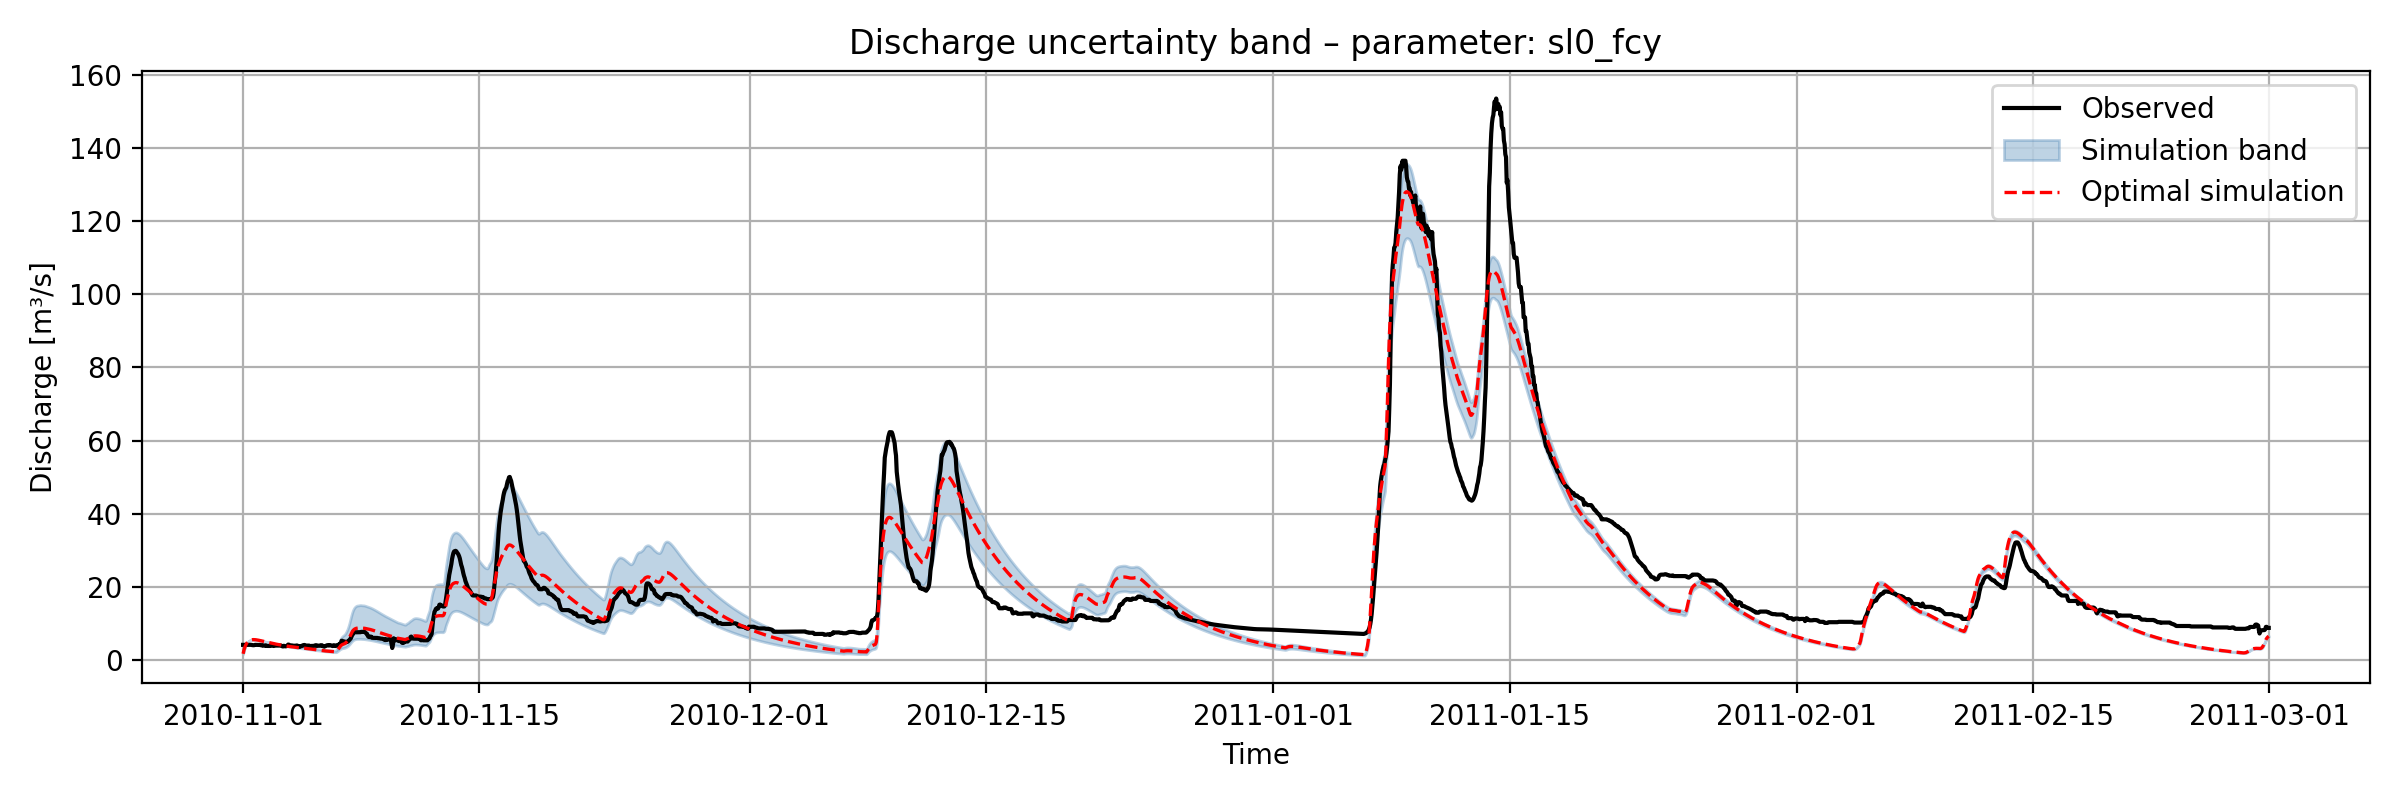 Discharge uncertainty band – parameter: sl0_fcy
160
140
120
100
80
60
40
20
0
Discharge [m³/s]
Observed
Simulation band
Optimal simulation
2010-11-01 2010-11-15 2010-12-01 2010-12-15 2011-01-01 2011-01-15 2011-02-01 2011-02-15 2011-03-01
Time